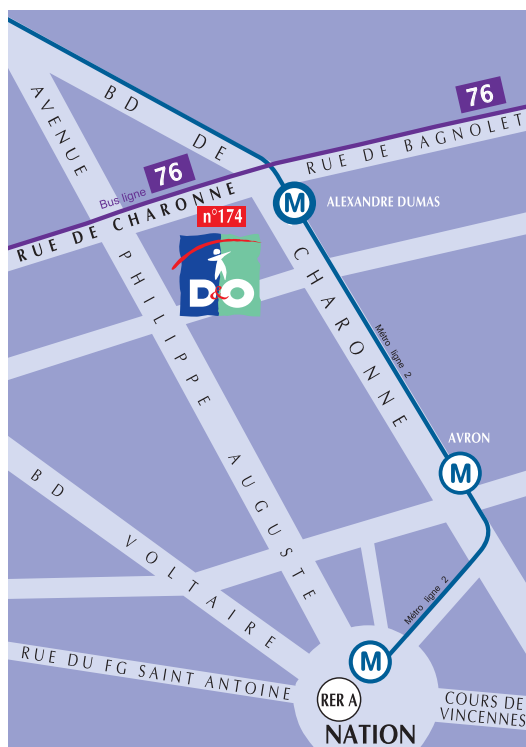 AVENUE
BD DE
76
76
RUE DE BAGNOLET
Bus ligne
RUE DE CHARONNE
n°174
M
ALEXANDRE DUMAS
D&O
PHILIPPE
CHARONNE
Métro ligne 2
AVRON
M
AUGUSTE
BD
VOLTAIRE
Métro ligne 2
RUE DU FG SAINT ANTOINE
M
RER A
COURS DE
VINCENNES
NATION